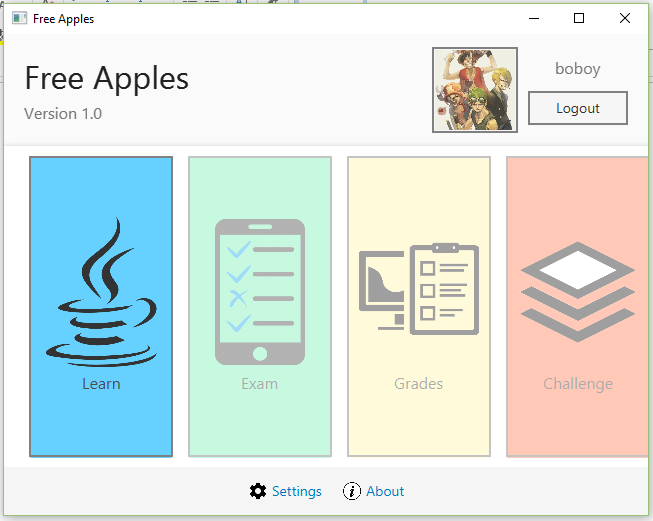 Free Apples
Free Apples
Version 1.0
boboy
Logout
Learn
Exam
Grades
Challenge
Settings
About